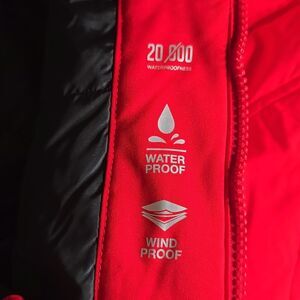 20 000
WATERPROOFNESS
WATER
PROOF
WIND
PROOF